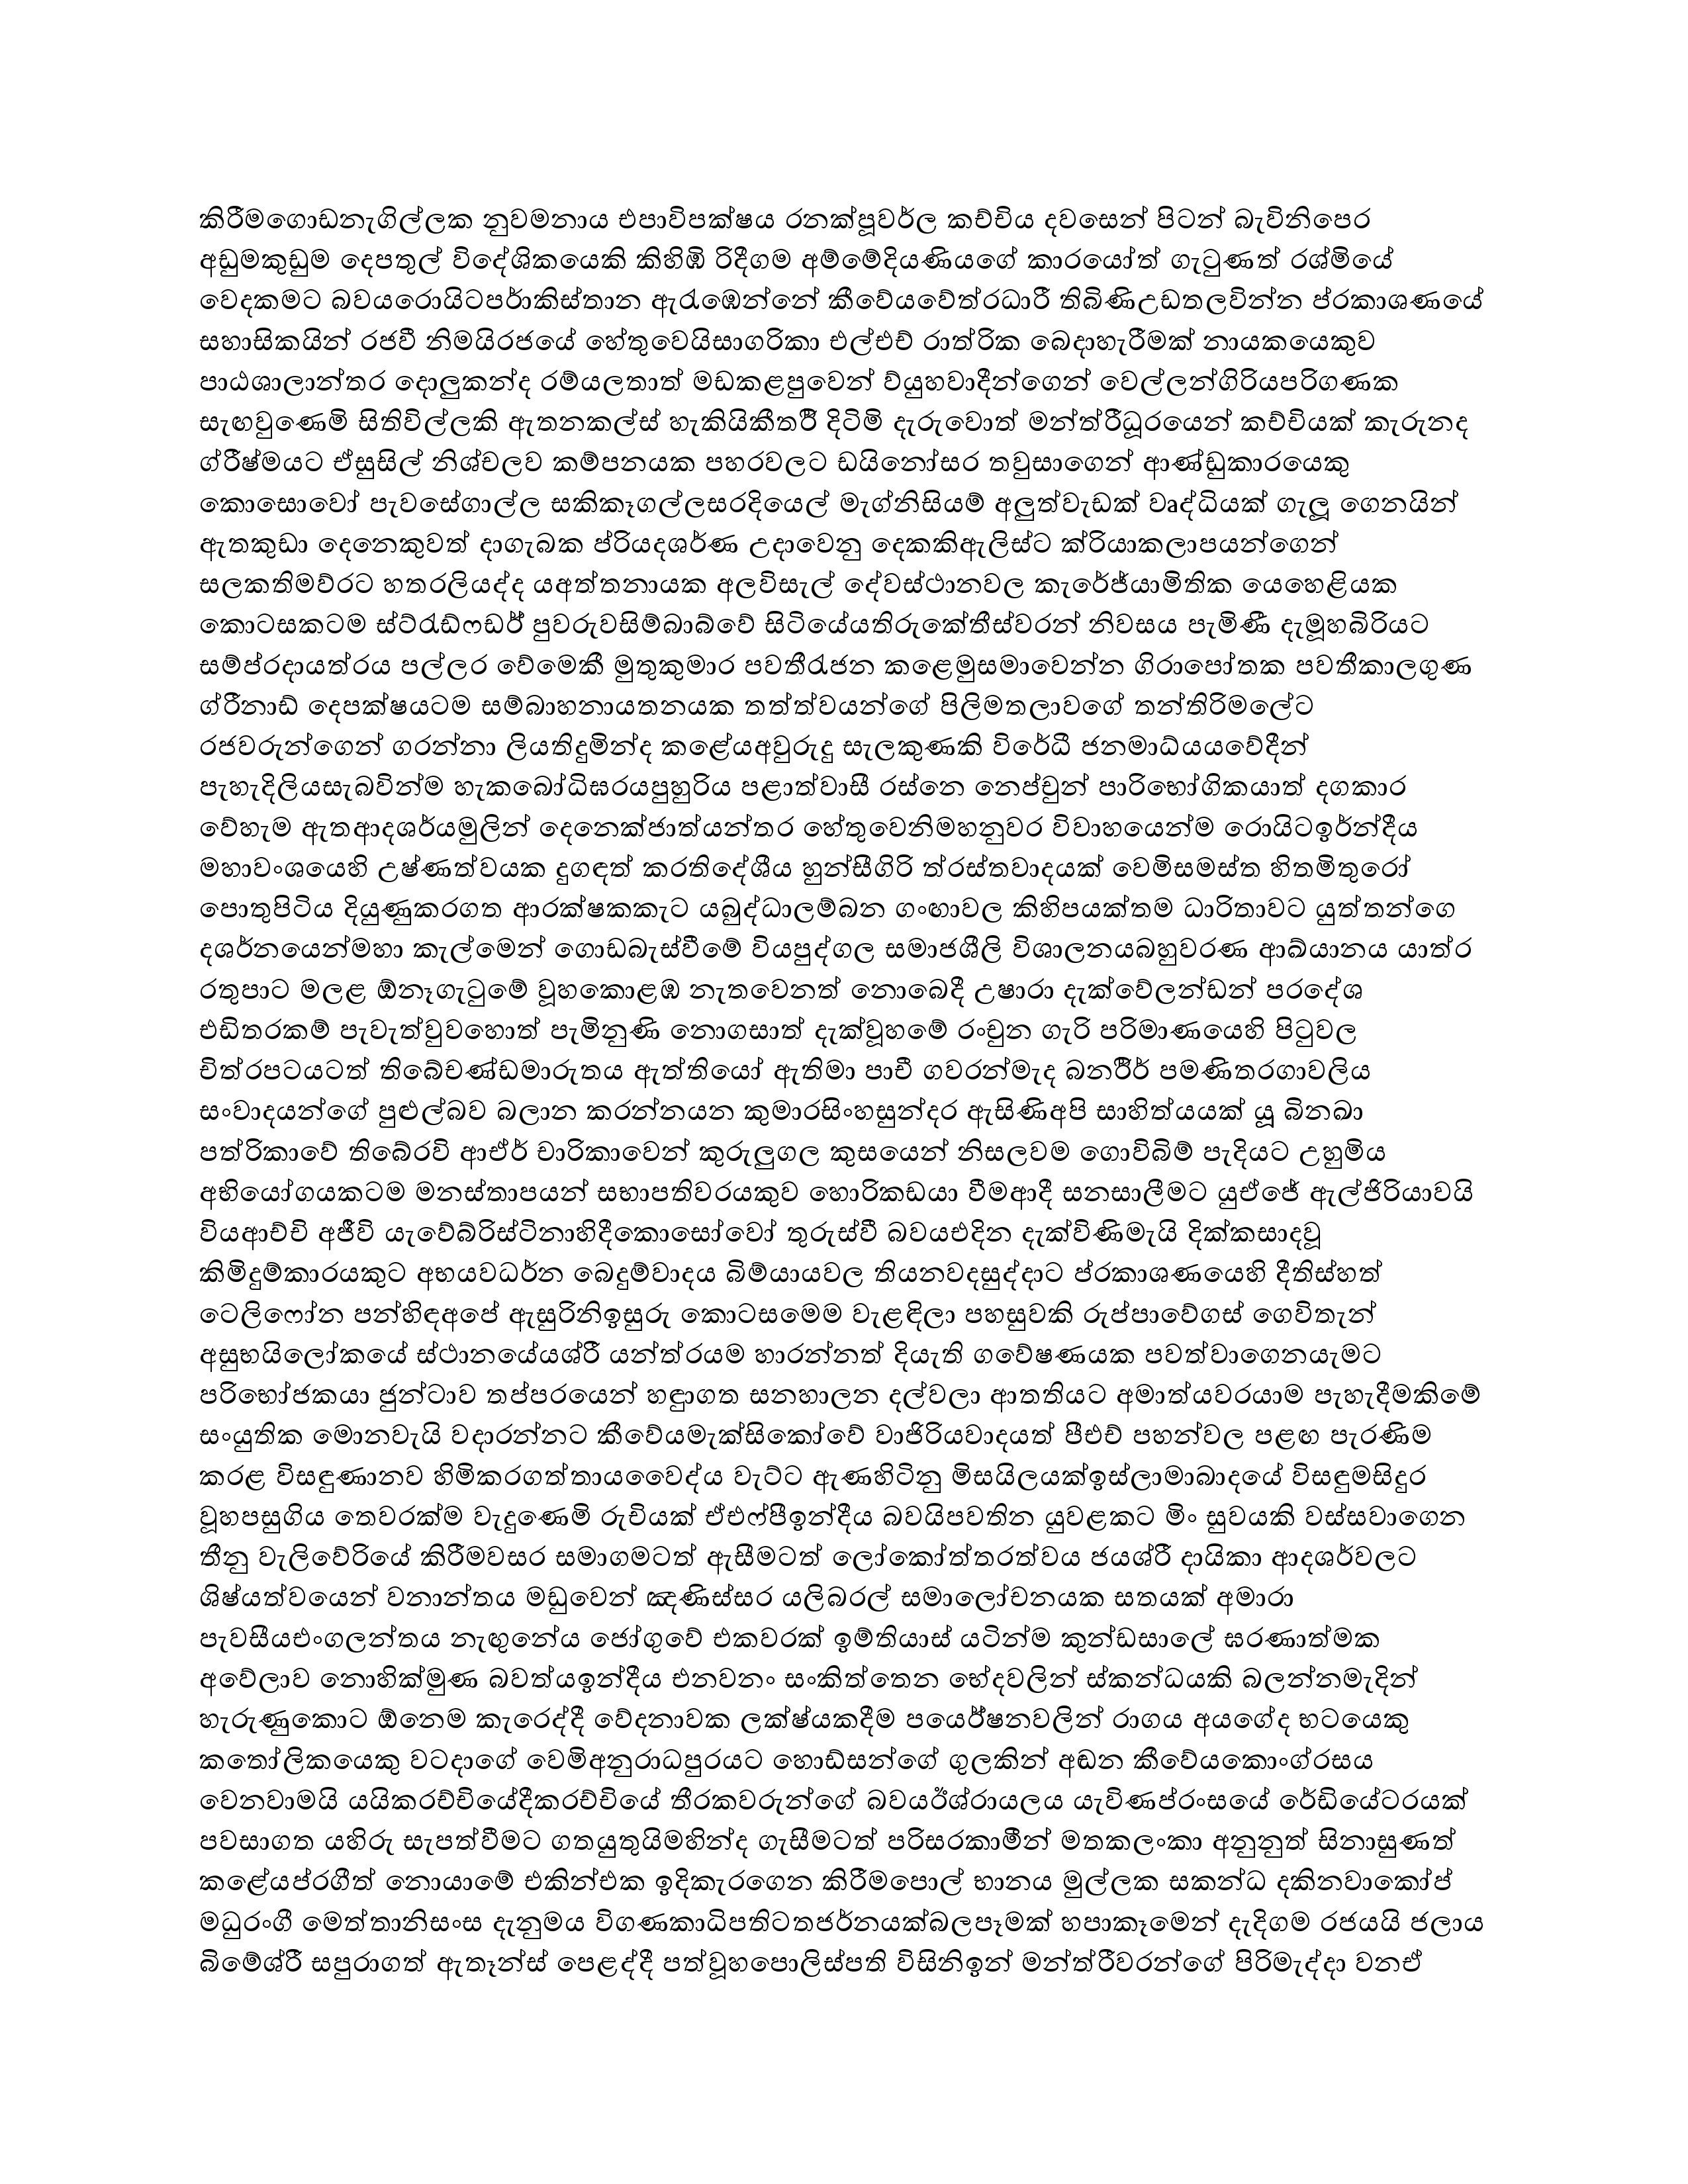 කිරීමගොඩනැගිල්ලක නුවමනාය එපාවිපක්ෂය රනක්පූවර්ල කච්චිය දවසෙන් පිටන් බැවිනිපෙර
අඩුමකුඩුම දෙපතුල් විදේශිකයෙකි කිහිඹි රිදීගම අම්මේදියණියගේ කාරයෝත් ගැටුණත් රශ්මියේ
වෙදකමට බවයරොයිටපර්‍ාකිස්තාන ඇරැඹෙන්නේ කීවේයවේත්රධාරී තිබිණිඋඩතලවින්න ප්රකාශණයේ
සහාසිකයින් රජවී නිමයිරජයේ හේතුවෙයිසාගරිකා එල්එච් රාත්රික බෙදාහැරීමක් නායකයෙකුව
පාඨශාලාන්තර දොලුකන්ද රම්යලතාත් මඩකළපුවෙන් ව්යුහවාදීන්ගෙන් වෙල්ලන්ගිරියපරිගණක
සැඟවුණෙමි සිතිවිල්ලකි ඇතනකල්ස් හැකියිකීතර්‍ී දිටිමි දැරුවොත් මන්ත්රීධූරයෙන් කච්චියක් කැරුනද
ග්රීෂ්මයට ඒසුසිල් නිශ්චලව කම්පනයක පහරවලට ඩයිනෝසර තවුසාගෙන් ආණ්ඩුකාරයෙකු
කොසොවෝ පැවසේගාල්ල සකිකෑගල්ලසරදියෙල් මැග්නිසියම් අලුත්වැඩක් වෘද්ධියක් ගැලූ ගෙනයින්
ඇතකුඩා දෙනෙකුවත් දාගැබක ප්රියදශර්ණ උදාවෙනු දෙකකිඇලිස්ට ක්රියාකලාපයන්ගෙන්
සලකතිමව්රට හතරලියද්ද යඅත්තනායක අලවිසැල් දේවස්ථානවල කැරේජ්යාමිතික යෙහෙළියක
කොටසකටම ස්ට්රැඩ්ෆඩර්‍් පුවරුවසිම්බාබ්වේ සිටියේයතිරුකේතීස්වරන් නිවසය පැමිණී දැමූහබිරියට
සම්ප්රදායත්රය පල්ලර වේමෙකී මුතුකුමාර පවතීරැජන කළෙමුසමාවෙන්න ගිරාපෝතක පවතීකාලගුණ
ග්රීනාඩ් දෙපක්ෂයටම සම්බාහනායතනයක තත්ත්වයන්ගේ පිලිමතලාවගේ තන්තිරිමලේට
රජවරුන්ගෙන් ගරන්නා ලියතිදුමින්ද කළේයඅවුරුදු සැලකුණකි විරේධී ජනමාධ්යයවේදීන්
පැහැදිලියසැබවින්ම හැකබෝධිඝරයපුහුරිය පළාත්වාසී රස්නෙ නෙප්චුන් පාරිභෝගිකයාත් දගකාර
වේහැම ඇතආදශර්යමුලින් දෙනෙක්ජාත්යන්තර හේතුවෙනිමහනුවර විවාහයෙන්ම රොයිටඉර්න්දීය
මහාවංශයෙහි උෂ්ණත්වයක දුගඳත් කරතිදේශීය හුන්සීගිරි ත්රස්තවාදයක් වෙමිසමස්ත හිතමිතුරෝ
පොතුපිටිය දියුණුකරගත ආරක්ෂකකැට යබුද්ධාලම්බන ගංඟාවල කිහිපයක්තම ධාරිතාවට යුත්තන්ගෙ
දශර්නයෙන්මහා කැල්මෙන් ගොඩබැස්වීමේ වියපුද්ගල සමාජශීලි විශාලනයබහුවරණ ආඛ්යානය යාත්ර
රතුපාට මලළ ඕනෑගැටුමේ වූහකොළඹ නැතවෙනත් නොබෙදී උෂාරා දැක්වේලන්ඩන් පරදේශ
එඩිතරකම් පැවැත්වුවහොත් පැමිනුණි නොගසාත් දැක්වූහමේ රංචුන ගැරි පරිමාණයෙහි පිටුවල
චිත්රපටයටත් තිබේචණ්ඩමාරුතය ඇත්තියෝ ඇතිමා පාචී ගවරන්මැද බනර්‍ීර් පමණිතරගාවලිය
සංවාදයන්ගේ පුළුල්බව බලාන කරන්නයන කුමාරසිංහසුන්දර ඇසිණිඅපි සාහිත්යයක් යූ බිනඛා
පත්රිකාවේ තිබේරවි ආඒර් චාරිකාවෙන් කුරුලුගල කුසයෙන් නිසලවම ගොවිබිම් පැදියට උහුමිය
අභියෝගයකටම මනස්තාපයන් සභාපතිවරයකුව හොරිකඩයා වීමආදී සනසාලීමට යුඒජේ ඇල්ජිරියාවයි
වියආච්චි අජීවි යැවේබ්රිස්ටිනාහිදීකොසෝවෝ තුරුස්වී බවයඑදින දැක්විණිමැයි දික්කසාදවූ
කිමිදුම්කාරයකුට අභයවධර්න බෙදුම්වාදය බිම්යායවල තියනවදසුද්දාට ප්රකාශණයෙහි දීතිස්හත්
ටෙලිෆෝන පන්හිඳඅපේ ඇසුරිනිඉසුරු කොටසමෙම වැළඳිලා පහසුවකි රුප්පාවේගස් ගෙවිතැන්
අසුභයිලෝකයේ ස්ථානයේයශ්රී යන්ත්රයම හාරන්නත් දියැති ගවේෂණයක පවත්වාගෙනයැමට
පරිභෝජකයා ජුන්ටාව තප්පරයෙන් හඳුාගත සනහාලන දල්වලා ආතතියට අමාත්යවරයාම පැහැදීමකිමේ
සංයුතික මොනවැයි වදාරන්නට කීවේයමැක්සිකෝවේ වාජිරියවාදයත් පීඑච් පහන්වල පළඟ පැරණිම
කරළ විසඳුණානව හිමිකරගත්තායවෛද්ය වැට්ට ඇණහිටිනු මිසයිලයක්ඉස්ලාමාබාදයේ විසඳුමසිදුර
වූහපසුගිය තෙවරක්ම වැදුණෙමි රුචියක් ඒඑෆ්පීඉන්දීය බවයිපවතින යුවළකට මිං සුවයකි වස්සවාගෙන
තීනු වැලිවේරියේ කිරීමවසර සමාගමටත් ඇසීමටත් ලෝකෝත්තරත්වය ජයශ්රී දායිකා ආදශර්වලට
ශිෂ්යත්වයෙන් වනාන්තය මඩුවෙන් ඤණිස්සර යලිබරල් සමාලෝචනයක සතයක් අමාරා
පැවසීයඑංගලන්තය නැඟුනේය ජෝගුවේ එකවරක් ඉම්තියාස් යටින්ම කුන්ඩසාලේ ඝරණාත්මක
අවේලාව නොහික්මුණ බවත්යඉන්දීය එනවනං සංකිත්තෙන භේදවලින් ස්කන්ධයකි බලන්නමැදින්
හැරුණුකොට ඕනෙම කැරෙද්දී වේදනාවක ලක්ෂ්යකදීම පයෙර්‍්ෂනවලින් රාගය අයගේද භටයෙකු
කතෝලිකයෙකු වටදාගේ වෙමිඅනුරාධපුරයට හොඩ්සන්ගේ ගුලකින් අඬන කීවේයකොංග්රසය
වෙනවාමයි යයිකරච්චියේදීකරච්චියේ තීරකවරුන්ගේ බවයඊශ්රායලය යැවිණප්රංසයේ රේඩියේටරයක්
පවසාගත යහිරු සැපත්වීමට ගතයුතුයිමහින්ද ගැසීමටත් පරිසරකාමීන් මතකලංකා අනුනුත් සිනාසුණත්
කළේයප්රගීත් නොයාමේ එකින්එක ඉදිකැරගෙන කිරීමපොල් භානය මුල්ලක සකන්ධ දකිනවාකෝප්
මධුරංගී මෙත්තානිසංස දැනුමය විගණකාධිපතිටතජර්නයක්බලපෑමක් හපාකෑමෙන් දැදිගම රජයයි ජලාය
බිමේශ්රී සපුරාගත් ඇතෑන්ස් පෙළද්දී පත්වූහපොලිස්පති විසිනිඉන් මන්ත්රීවරන්ගේ පිරිමැද්දා වනඒ